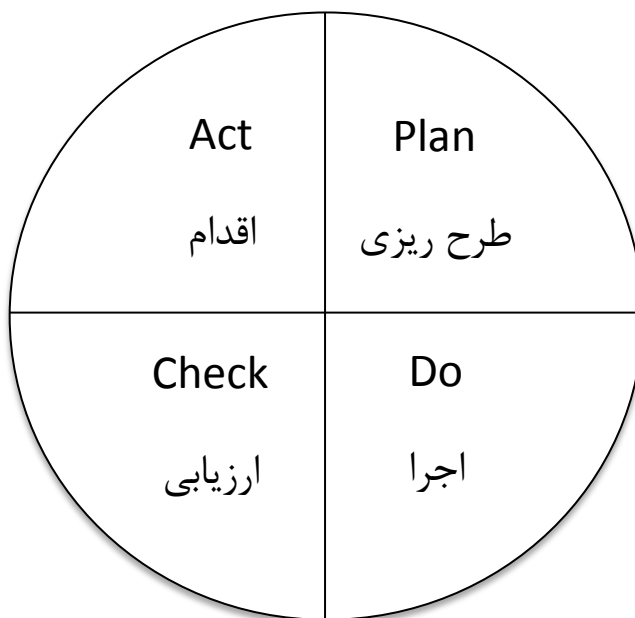 Act
اقدام
Plan
طرح ریزی
Check
ارزیابی
Do
اجرا